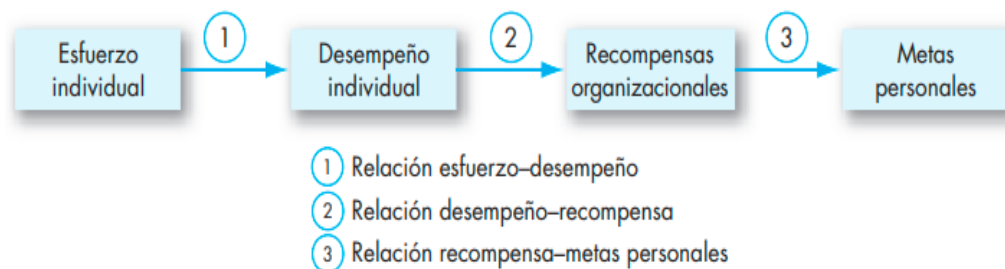 Esfuerzo
individual
1
Desempeño
individual
2
Recompensas
organizacionales
3
Metas
personales
1 Relación esfuerzo–desempeño
2 Relación desempeño–recompensa
3 Relación recompensa–metas personales